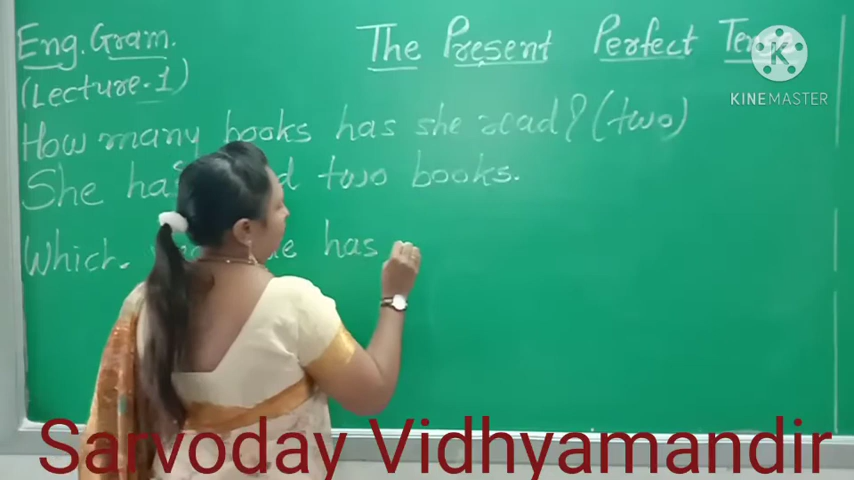 Eng. Gram. The Present Perfect Tense
(Lecture-1)
KINEMASTER
How many books has she read? (two)
She has two books.
Which has
Sarvoday Vidhyamandir